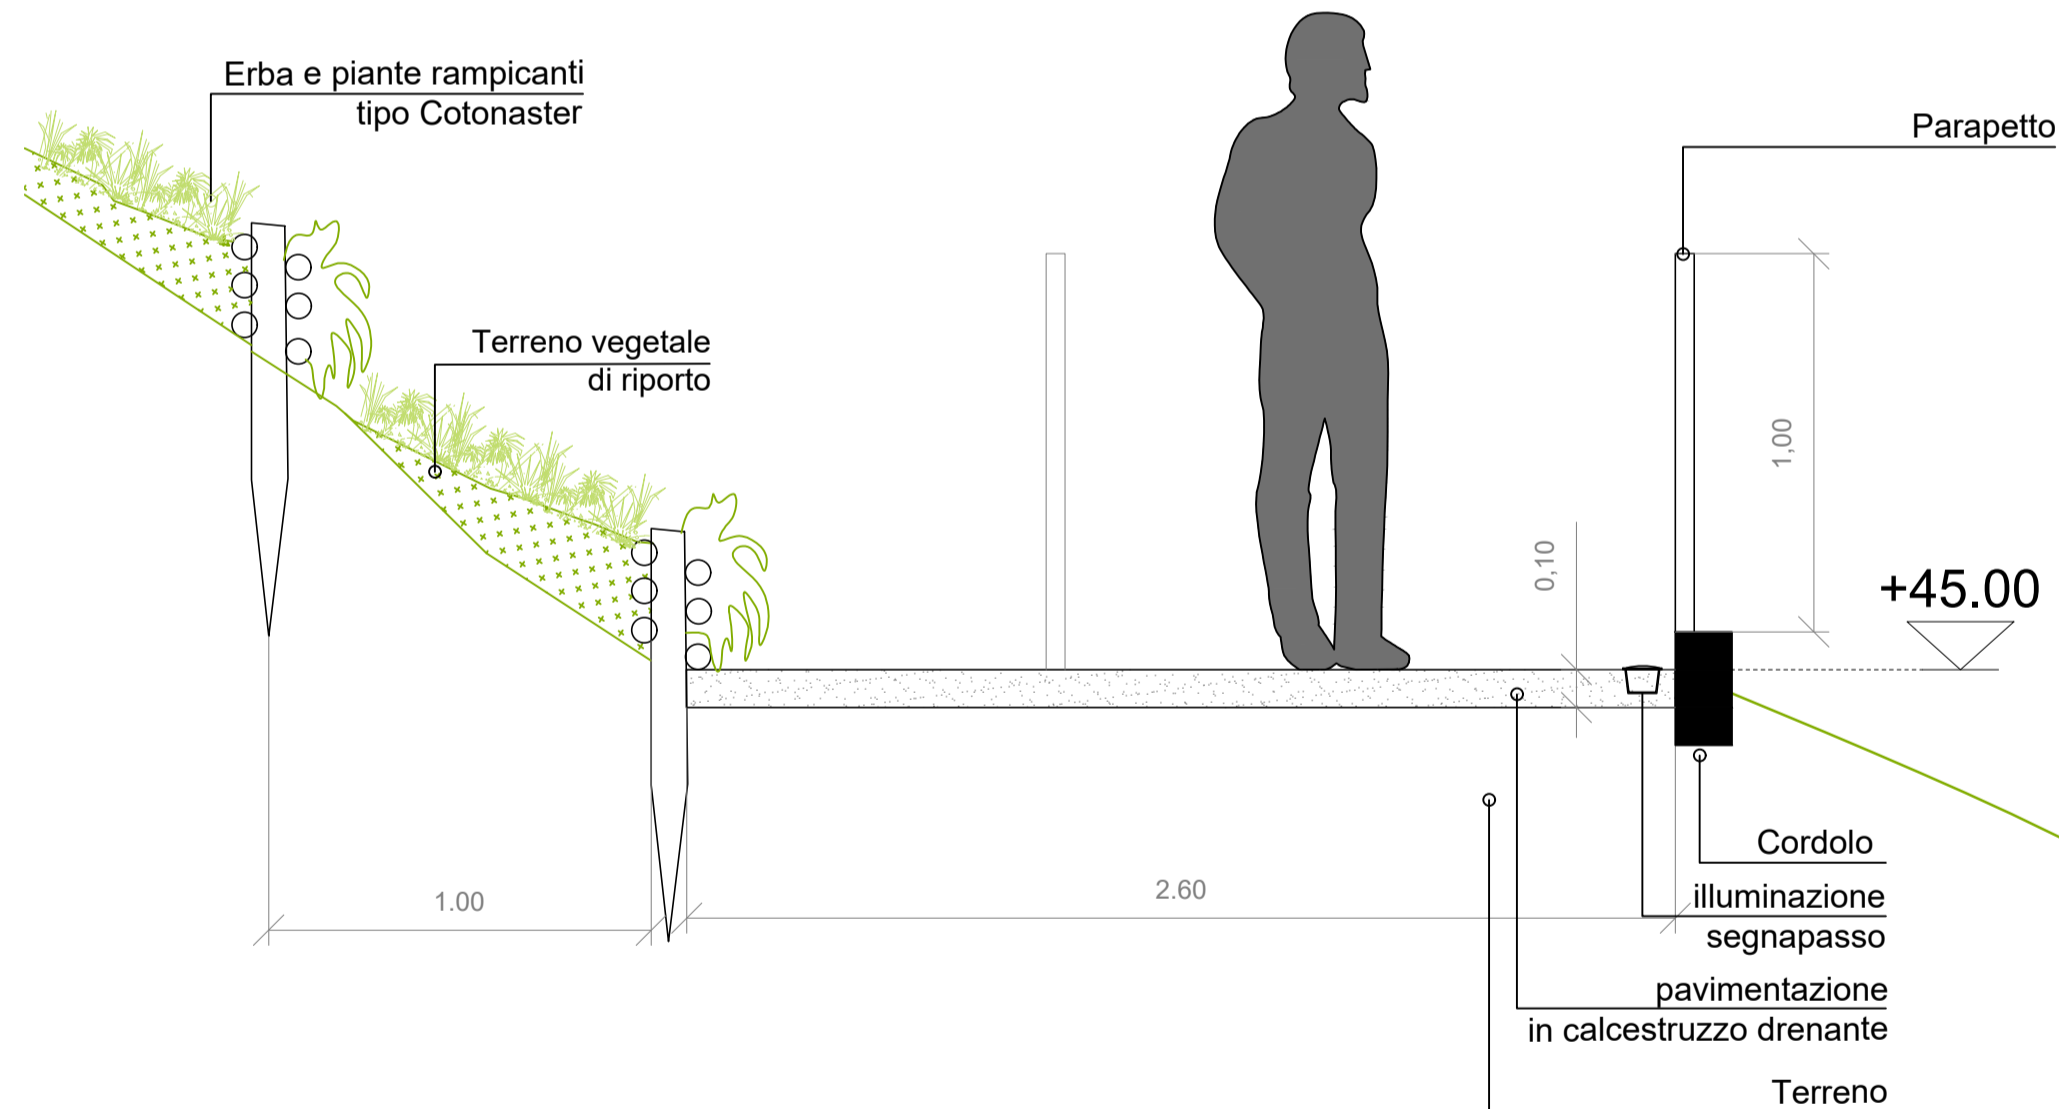 Erba e piante rampicanti
tipo Cotonaster
Parapetto
Terreno vegetale
di riporto
1,00
0,10
+45.00
Cordolo
1.00
2.60
illuminazione
segnapasso
pavimentazione
in calcestruzzo drenante
Terreno